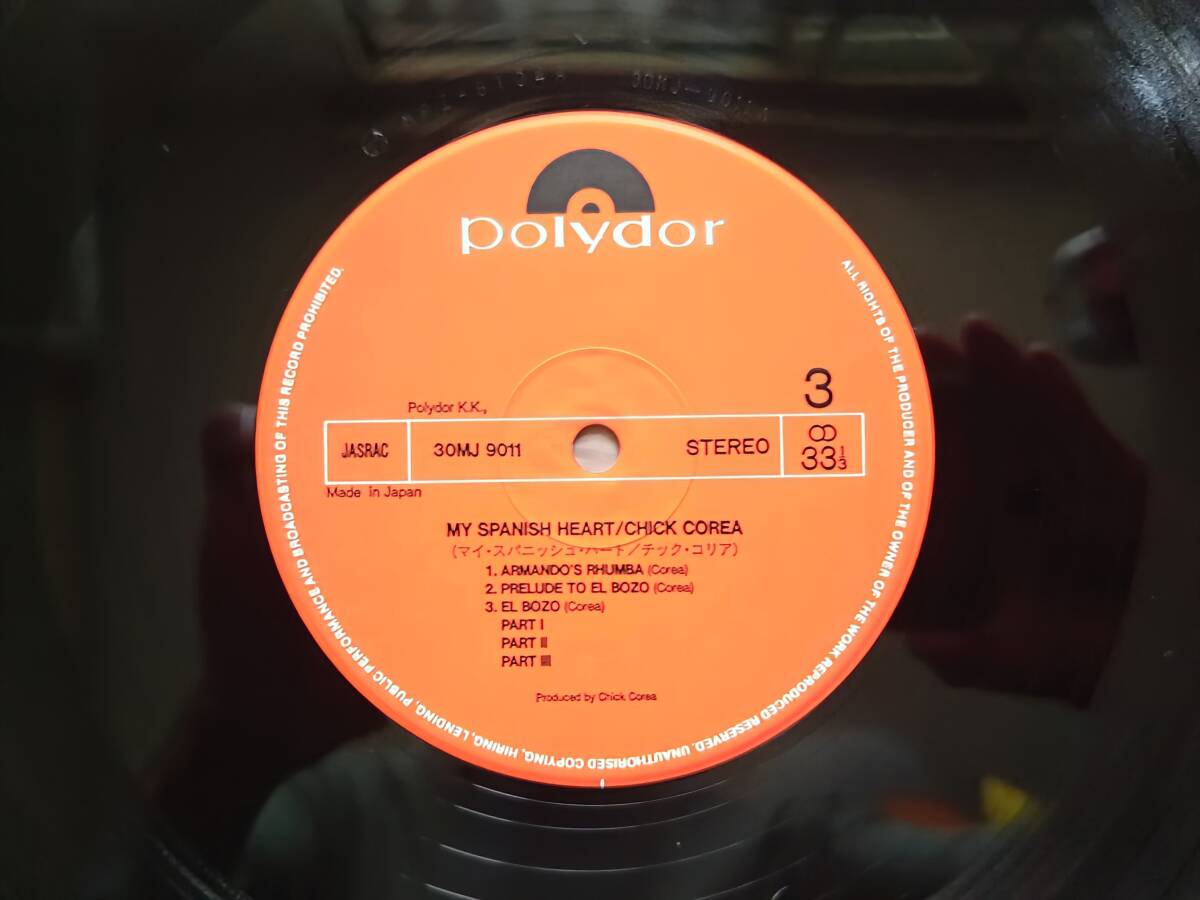 30MJ-9011
polydor
3
Polydor K.K.,
JASRAC
30MJ 9011
STEREO
33 1/3
Made in Japan
MY SPANISH HEART/CHICK COREA
(マイ・スパニッシュ・ハート/チック・コリア)
1. ARMANDO'S RHUMBA (Corea)
2. PRELUDE TO EL BOZO (Corea)
3. EL BOZO (Corea)
PART I
PART II
PART III
Produced by Chick Corea
ALL RIGHTS OF THE PRODUCER AND OF THE OWNER OF THE WORK REPRODUCED RESERVED. UNAUTHORISED COPYING, HIRING, LENDING, PUBLIC PERFORMANCE AND BROADCASTING OF THIS RECORD PROHIBITED.